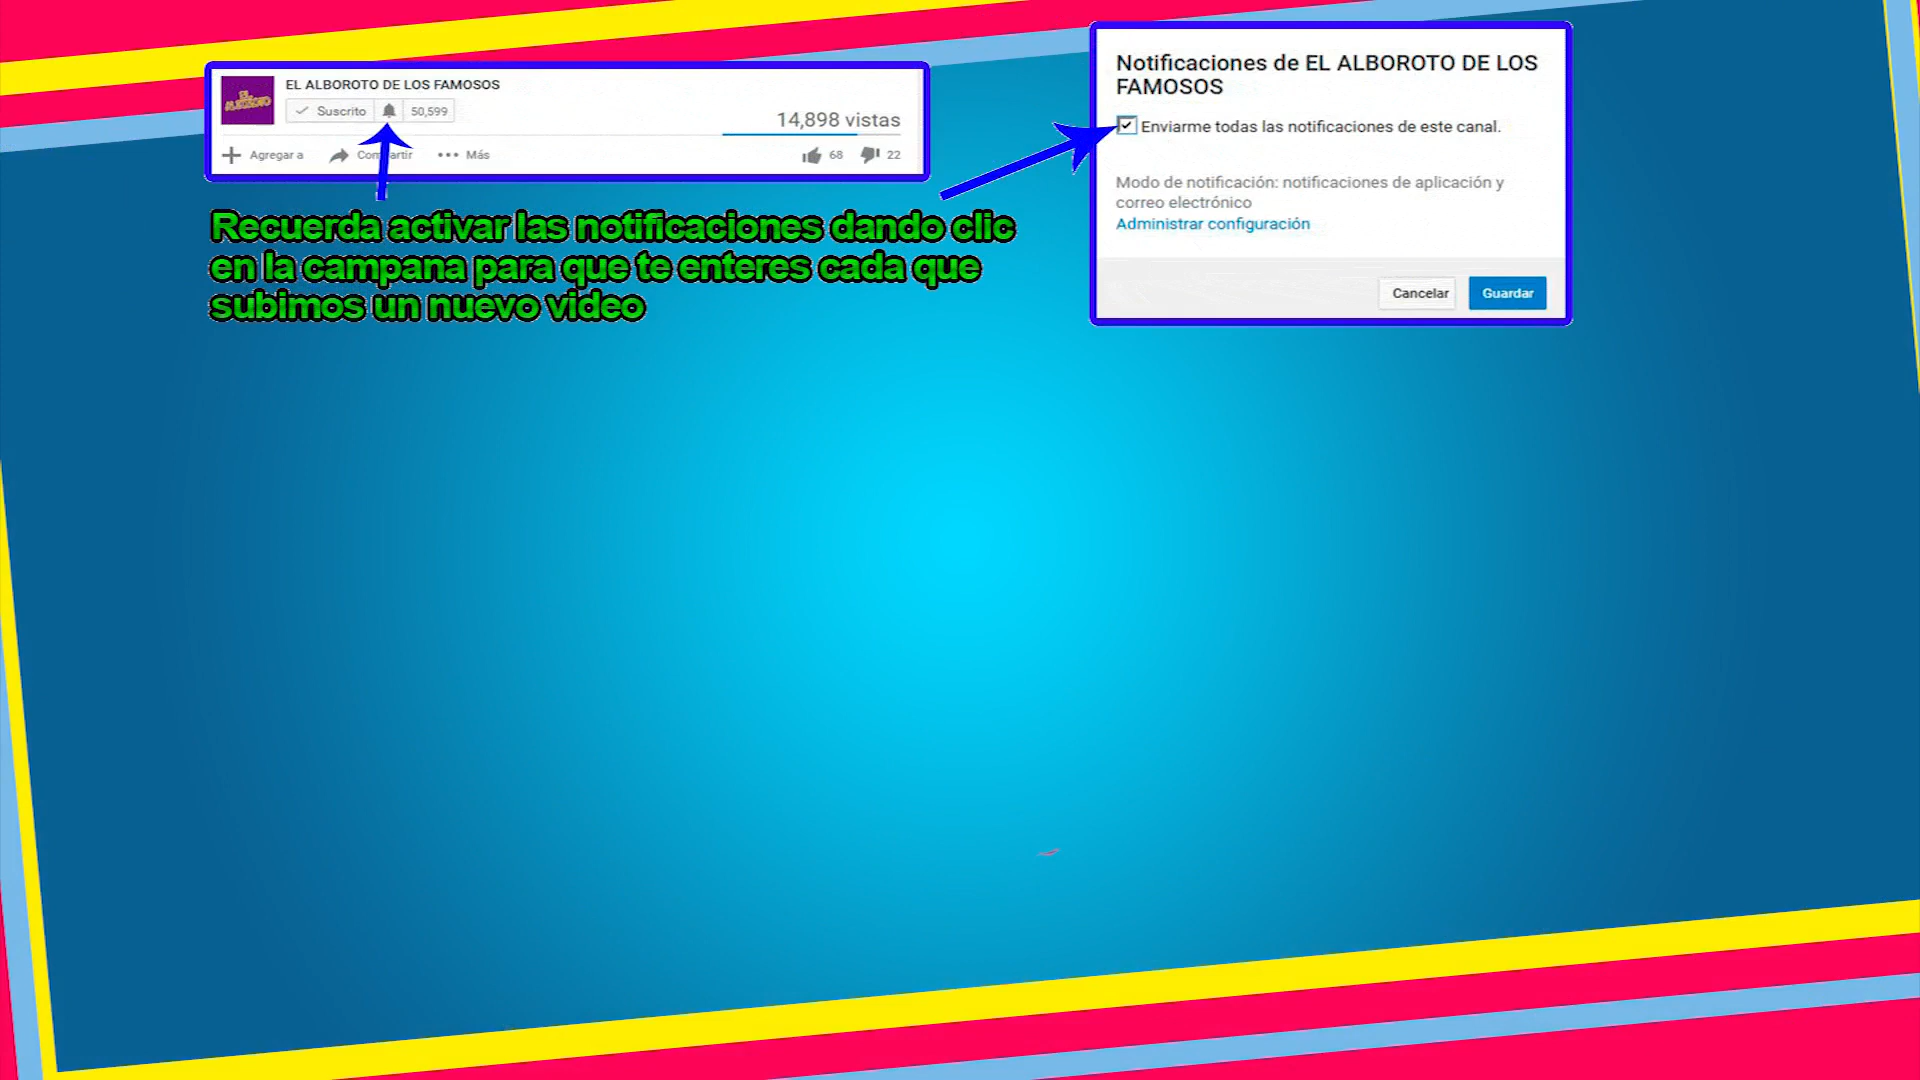 EL ALBOROTO DE LOS FAMOSOS
EL ALBOROTO
Suscrito 50,599
14,898 vistas
Agregar a Compartir Más 68 22
Recuerda activar las notificaciones dando clic
en la campana para que te enteres cada que
subimos un nuevo video
Notificaciones de EL ALBOROTO DE LOS
FAMOSOS
Enviarme todas las notificaciones de este canal.
Modo de notificación: notificaciones de aplicación y
correo electrónico
Administrar configuración
Cancelar Guardar